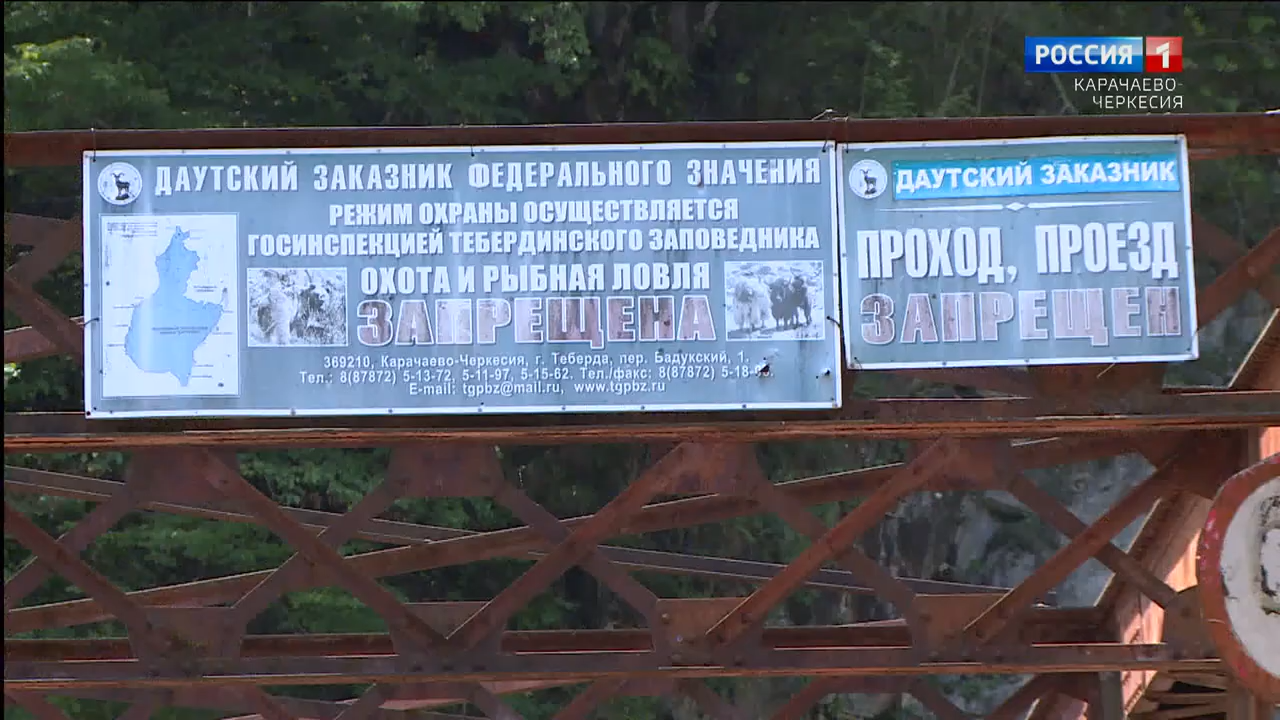 РОССИЯ 1
КАРАЧАЕВО-
ЧЕРКЕСИЯ
ДАУТСКИЙ ЗАКАЗНИК ФЕДЕРАЛЬНОГО ЗНАЧЕНИЯ
РЕЖИМ ОХРАНЫ ОСУЩЕСТВЛЯЕТСЯ
ГОСИНСПЕКЦИЕЙ ТЕБЕРДИНСКОГО ЗАПОВЕДНИКА
ОХОТА И РЫБНАЯ ЛОВЛЯ
ЗАПРЕЩЕНА
369210, Карачаево-Черкесия, г. Теберда, пер. Бадукский, 1.
Тел.: 8(87872) 5-13-72, 5-11-97, 5-15-62. Тел./факс: 8(87872)
E-mail: tgpbz@mail.ru, www.tgpbz.ru
ДАУТСКИЙ ЗАКАЗНИК
ПРОХОД, ПРОЕЗД
ЗАПРЕЩЕН